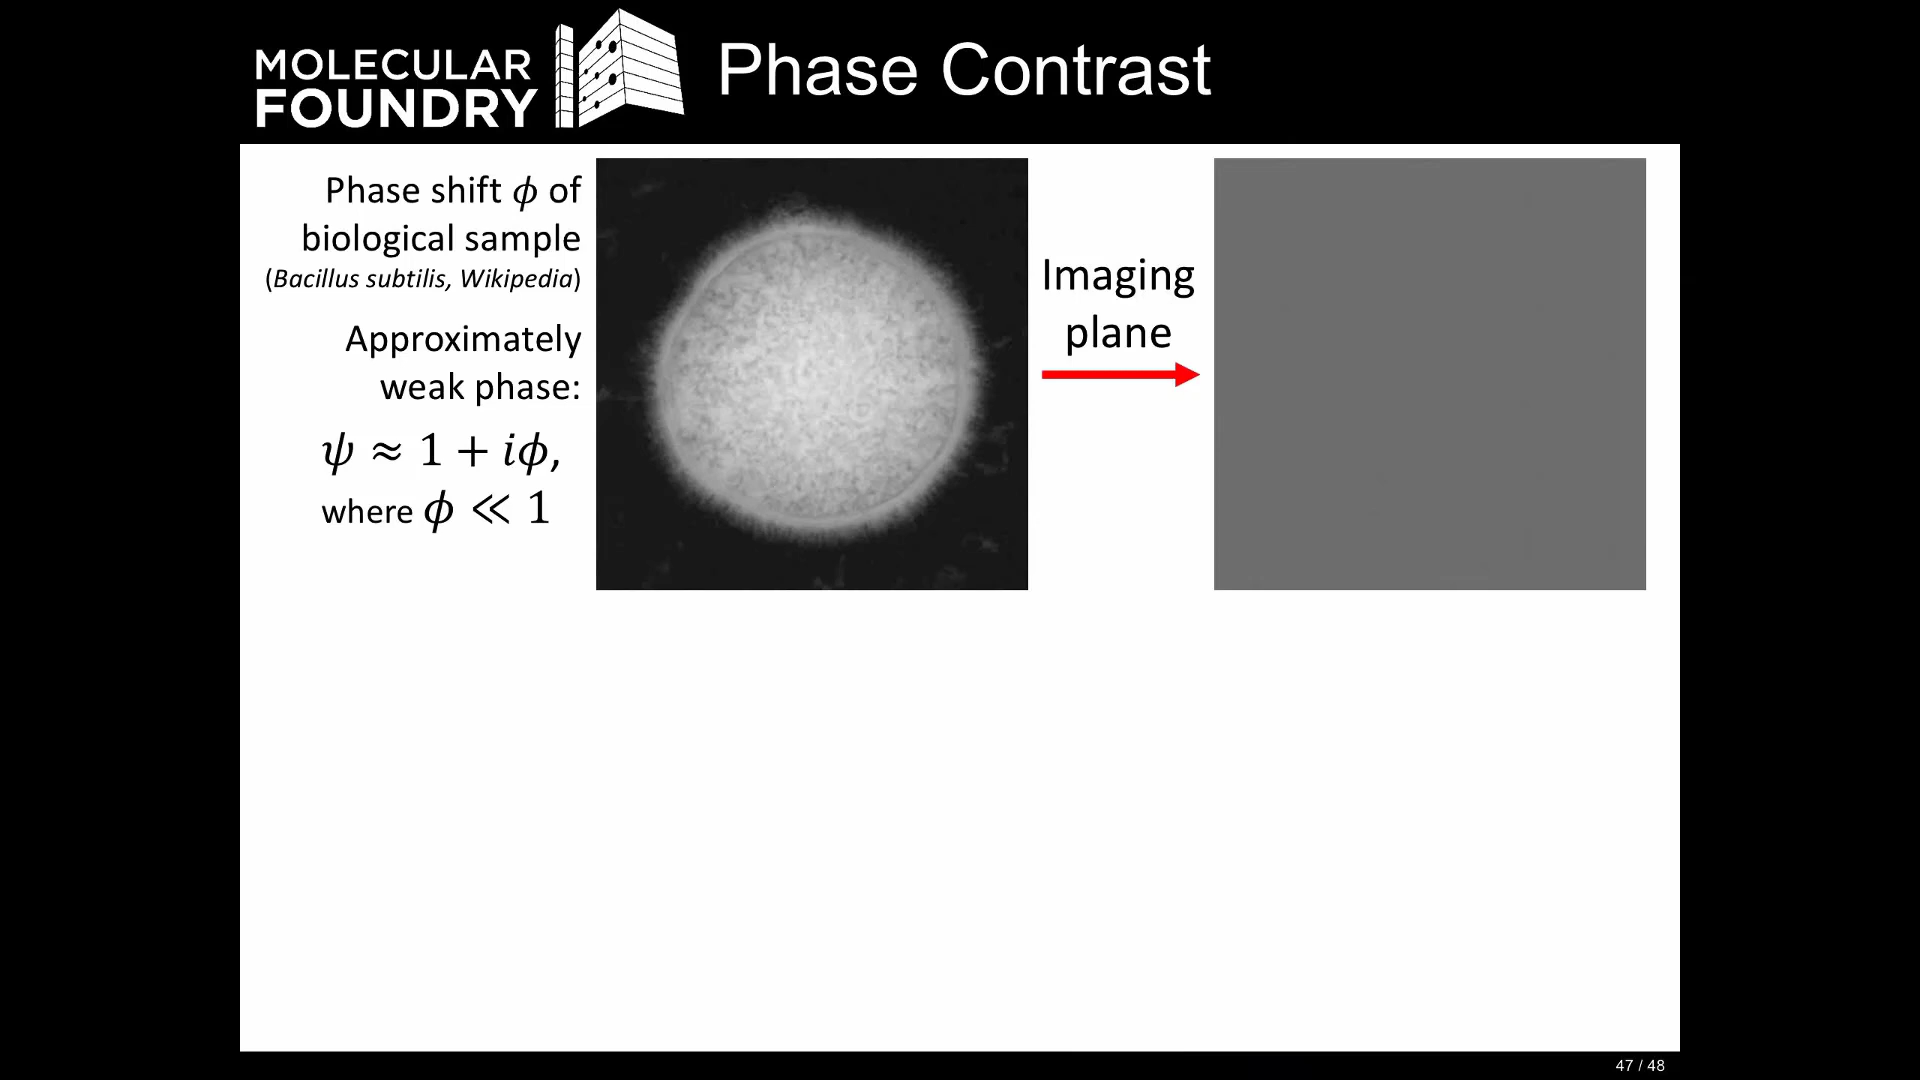 MOLECULAR
FOUNDRY
Phase Contrast
Phase shift ϕ of
biological sample
(Bacillus subtilis, Wikipedia)
Approximately
weak phase:
ψ ≈ 1 + iϕ,
where ϕ ≪ 1
Imaging
plane
47 / 48